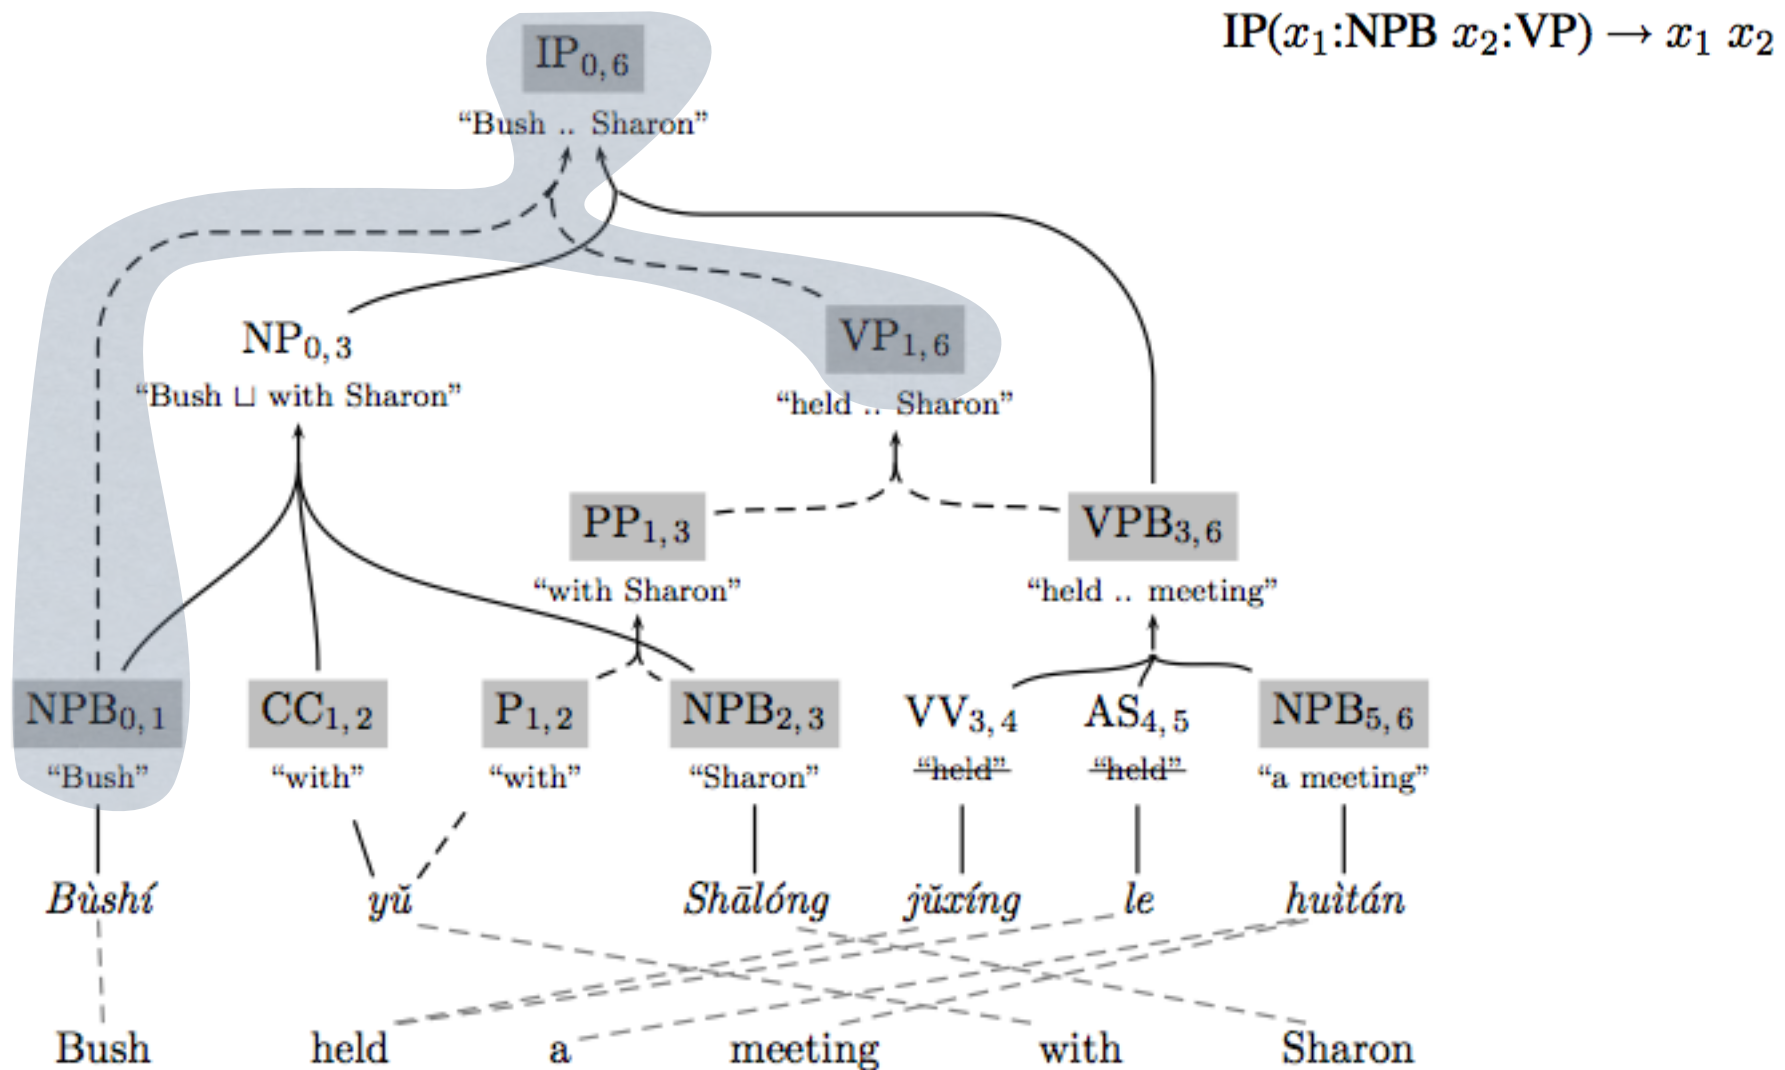 IP(x₁:NPB x₂:VP) → x₁ x₂
IP₀,₆
“Bush .. Sharon”
NP₀,₃
“Bush ⊔ with Sharon”
VP₁,₆
“held .. Sharon”
PP₁,₃
“with Sharon”
VPB₃,₆
“held .. meeting”
NPB₀,₁ CC₁,₂ P₁,₂ NPB₂,₃ VV₃,₄ AS₄,₅ NPB₅,₆
“Bush” “with” “with” “Sharon” “held” “held” “a meeting”
Bùshí yǔ Shālóng jǔxíng le huìtán
Bush held a meeting with Sharon